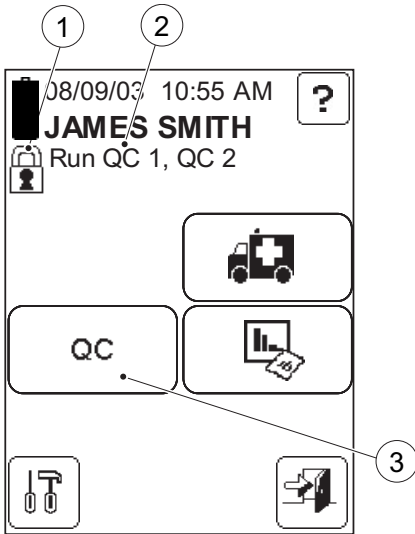 1 2
08/09/03 10:55 AM ?
JAMES SMITH
Run QC 1, QC 2
QC
3